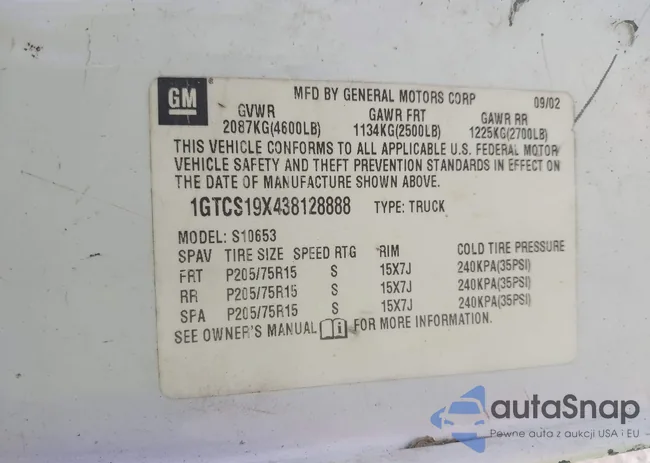 GM
MFD BY GENERAL MOTORS CORP 09/02
GVWR GAWR FRT GAWR RR
2087KG(4600LB) 1134KG(2500LB) 1225KG(2700LB)
THIS VEHICLE CONFORMS TO ALL APPLICABLE U.S. FEDERAL MOTOR
VEHICLE SAFETY AND THEFT PREVENTION STANDARDS IN EFFECT ON
THE DATE OF MANUFACTURE SHOWN ABOVE.
1GTCS19X438128888 TYPE: TRUCK
MODEL: S10653
SPAV TIRE SIZE SPEED RTG RIM COLD TIRE PRESSURE
FRT P205/75R15 S 15X7J 240KPA(35PSI)
RR P205/75R15 S 15X7J 240KPA(35PSI)
SPA P205/75R15 S 15X7J 240KPA(35PSI)
SEE OWNER'S MANUAL i FOR MORE INFORMATION.
autaSnap
Pewne auta z aukcji USA i EU